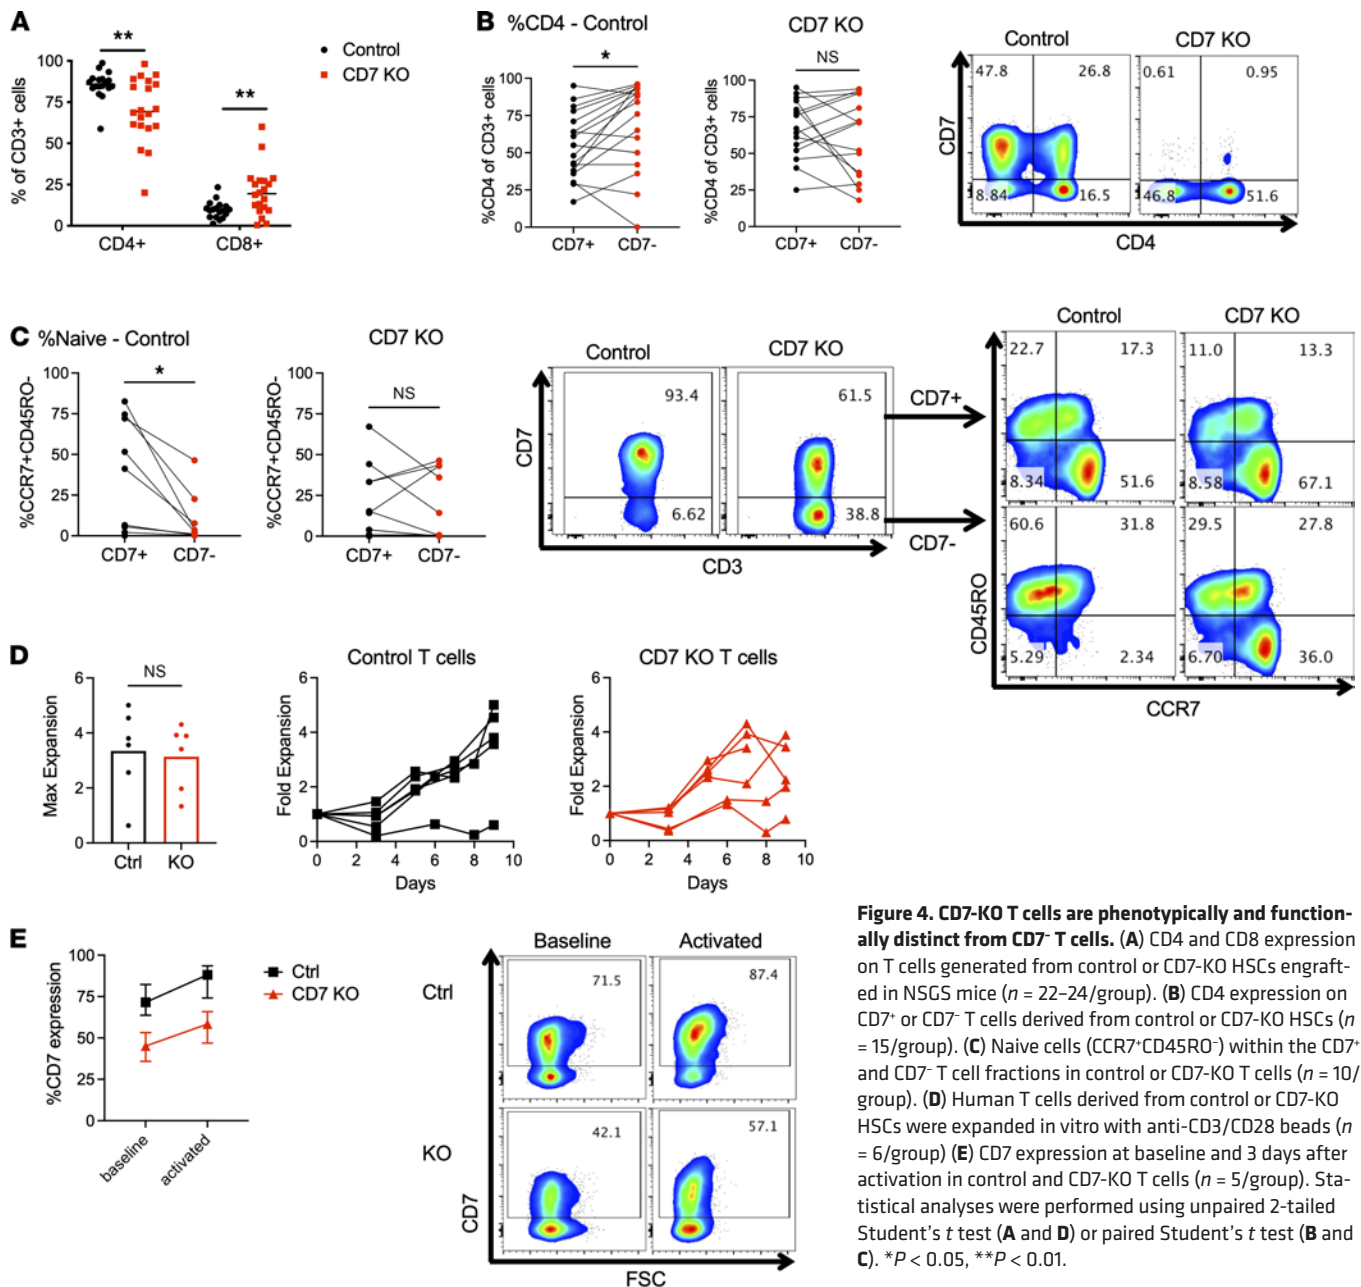 A
**
**
Control
CD7 KO
% of CD3+ cells
100
75
50
25
0
CD4+
CD8+
B
%CD4 - Control
CD7 KO
*
NS
%CD4 of CD3+ cells
100
75
50
25
0
CD7+
CD7-
%CD4 of CD3+ cells
100
75
50
25
0
CD7+
CD7-
Control
CD7 KO
47.8
26.8
0.61
0.95
8.84
16.5
46.8
51.6
CD7
CD4
C
%Naive - Control
CD7 KO
*
NS
%CCR7+CD45RO-
100
75
50
25
0
CD7+
CD7-
%CCR7+CD45RO-
100
75
50
25
0
CD7+
CD7-
Control
CD7 KO
93.4
61.5
6.62
38.8
CD7
CD3
CD7+
CD7-
Control
CD7 KO
22.7
17.3
11.0
13.3
8.34
51.6
8.58
67.1
60.6
31.8
29.5
27.8
5.29
2.34
6.70
36.0
CD45RO
CCR7
D
NS
Max Expansion
6
4
2
0
Ctrl
KO
Control T cells
Fold Expansion
6
4
2
0
0
2
4
6
8
10
Days
CD7 KO T cells
Fold Expansion
6
4
2
0
0
2
4
6
8
10
Days
E
%CD7 expression
100
75
50
25
0
baseline
activated
Ctrl
CD7 KO
Baseline
Activated
Ctrl
71.5
87.4
KO
42.1
57.1
CD7
FSC
Figure 4. CD7-KO T cells are phenotypically and function-
ally distinct from CD7⁻ T cells. (A) CD4 and CD8 expression
on T cells generated from control or CD7-KO HSCs engraft-
ed in NSGS mice (n = 22–24/group). (B) CD4 expression on
CD7⁺ or CD7⁻ T cells derived from control or CD7-KO HSCs (n
= 15/group). (C) Naive cells (CCR7⁺CD45RO⁻) within the CD7⁺
and CD7⁻ T cell fractions in control or CD7-KO T cells (n = 10/
group). (D) Human T cells derived from control or CD7-KO
HSCs were expanded in vitro with anti-CD3/CD28 beads (n
= 6/group) (E) CD7 expression at baseline and 3 days after
activation in control and CD7-KO T cells (n = 5/group). Sta-
tistical analyses were performed using unpaired 2-tailed
Student's t test (A and D) or paired Student's t test (B and
C). *P < 0.05, **P < 0.01.